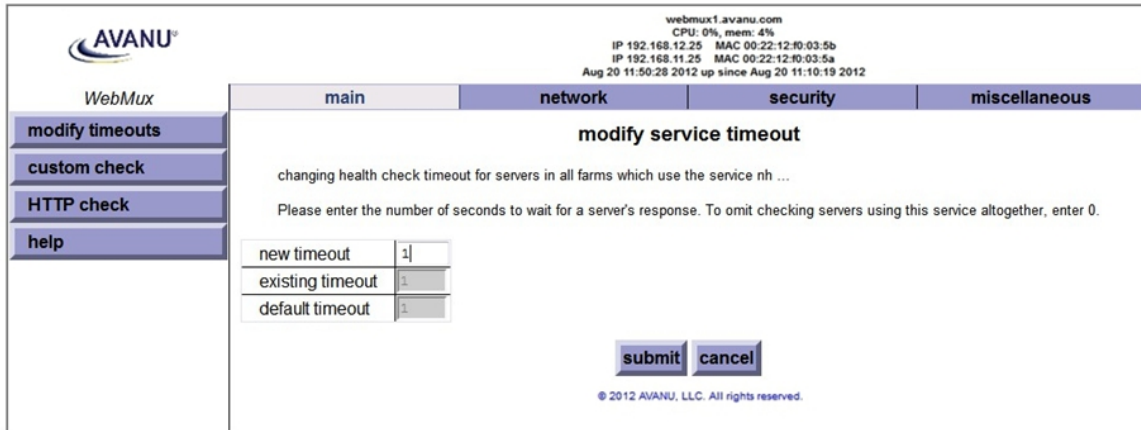 AVANU®
webmux1.avanu.com
CPU: 0%, mem: 4%
IP 192.168.12.25 MAC 00:22:12:f0:03:5b
IP 192.168.11.25 MAC 00:22:12:f0:03:5a
Aug 20 11:50:28 2012 up since Aug 20 11:10:19 2012
WebMux
main network security miscellaneous
modify timeouts
custom check
HTTP check
help
modify service timeout
changing health check timeout for servers in all farms which use the service nh ...
Please enter the number of seconds to wait for a server's response. To omit checking servers using this service altogether, enter 0.
new timeout 1
existing timeout 1
default timeout 1
submit cancel
© 2012 AVANU, LLC. All rights reserved.